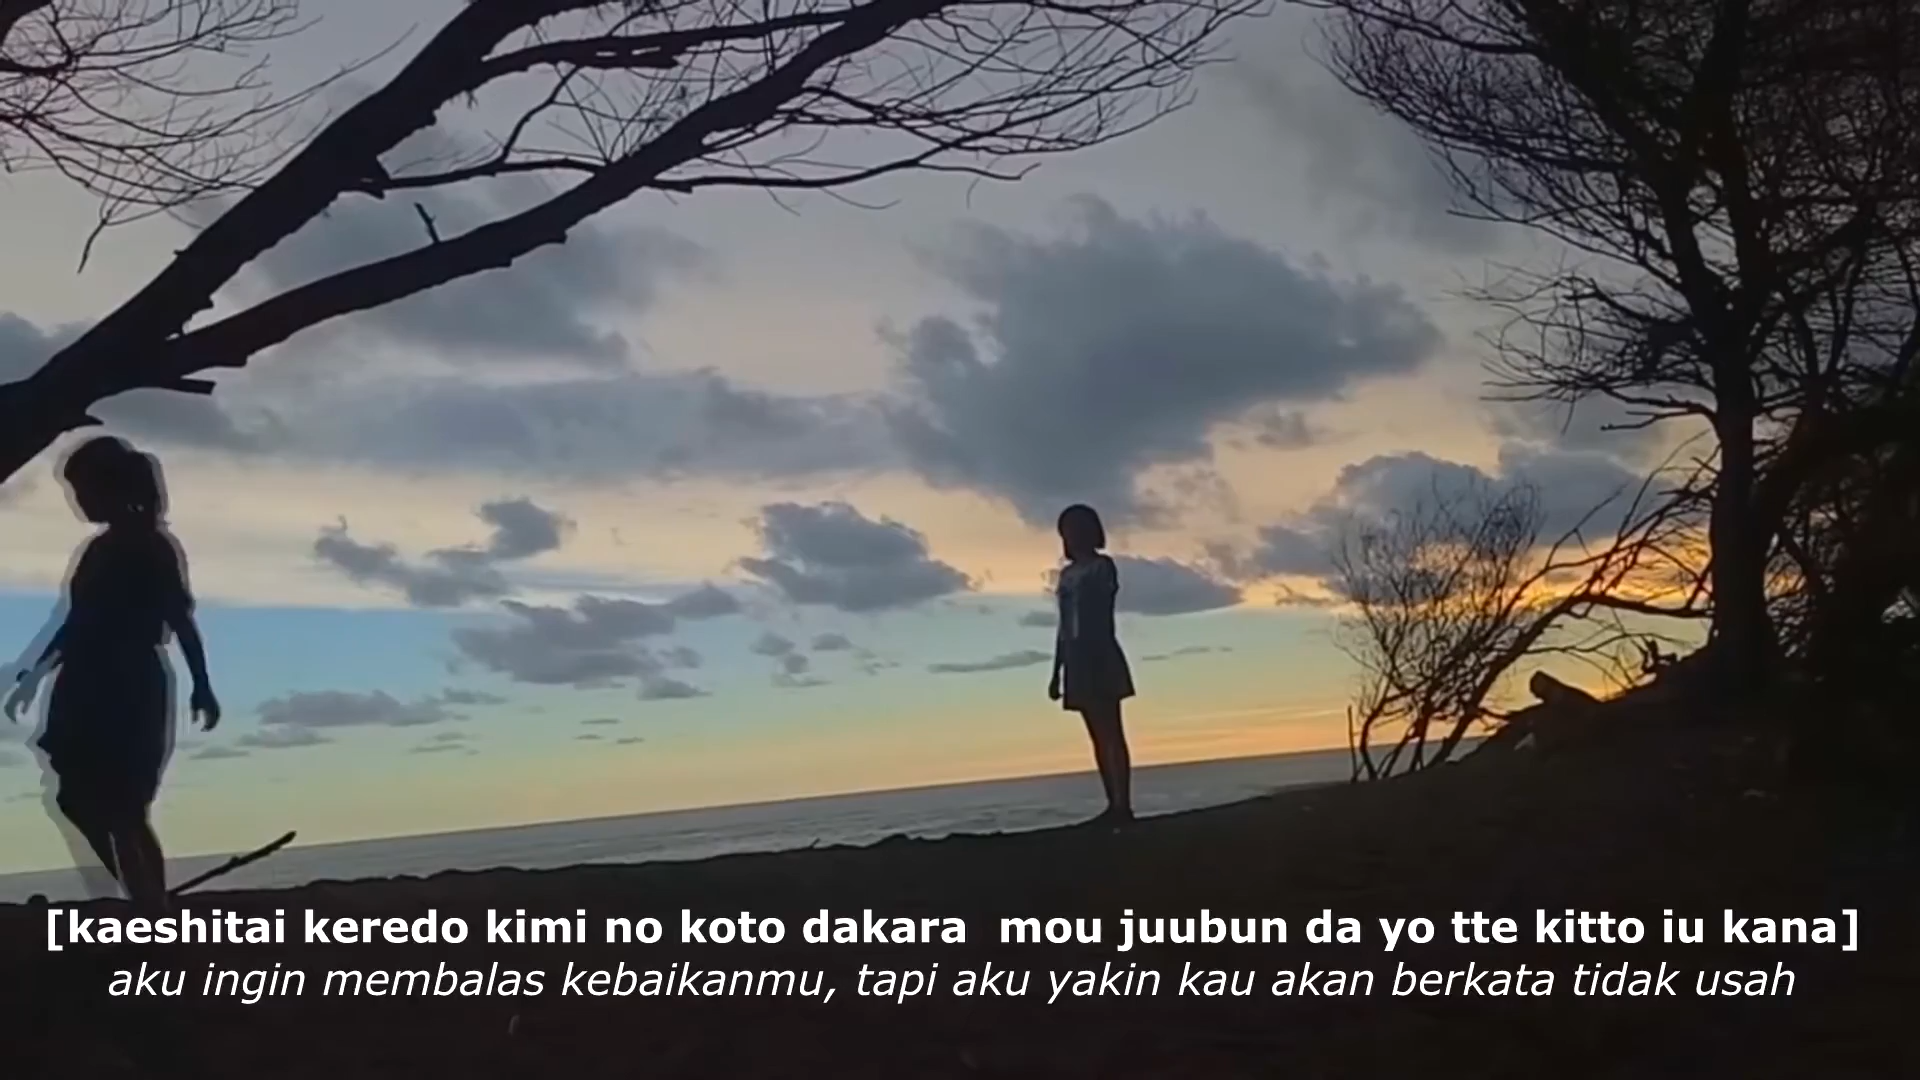 [kaeshitai keredo kimi no koto dakara  mou juubun da yo tte kitto iu kana]
aku ingin membalas kebaikanmu, tapi aku yakin kau akan berkata tidak usah